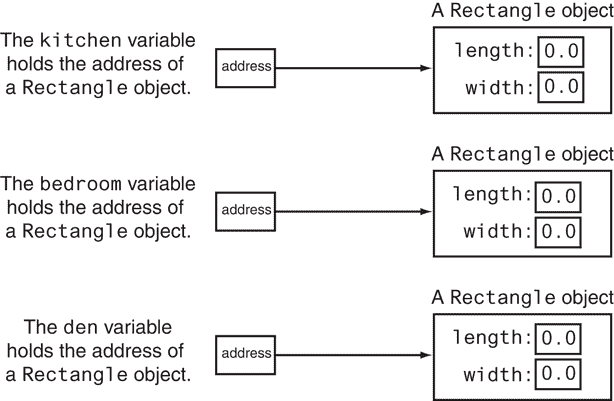 A Rectangle object
The kitchen variable
holds the address of
a Rectangle object.
address
length: 0.0
width: 0.0
A Rectangle object
The bedroom variable
holds the address of
a Rectangle object.
address
length: 0.0
width: 0.0
A Rectangle object
The den variable
holds the address of
a Rectangle object.
address
length: 0.0
width: 0.0